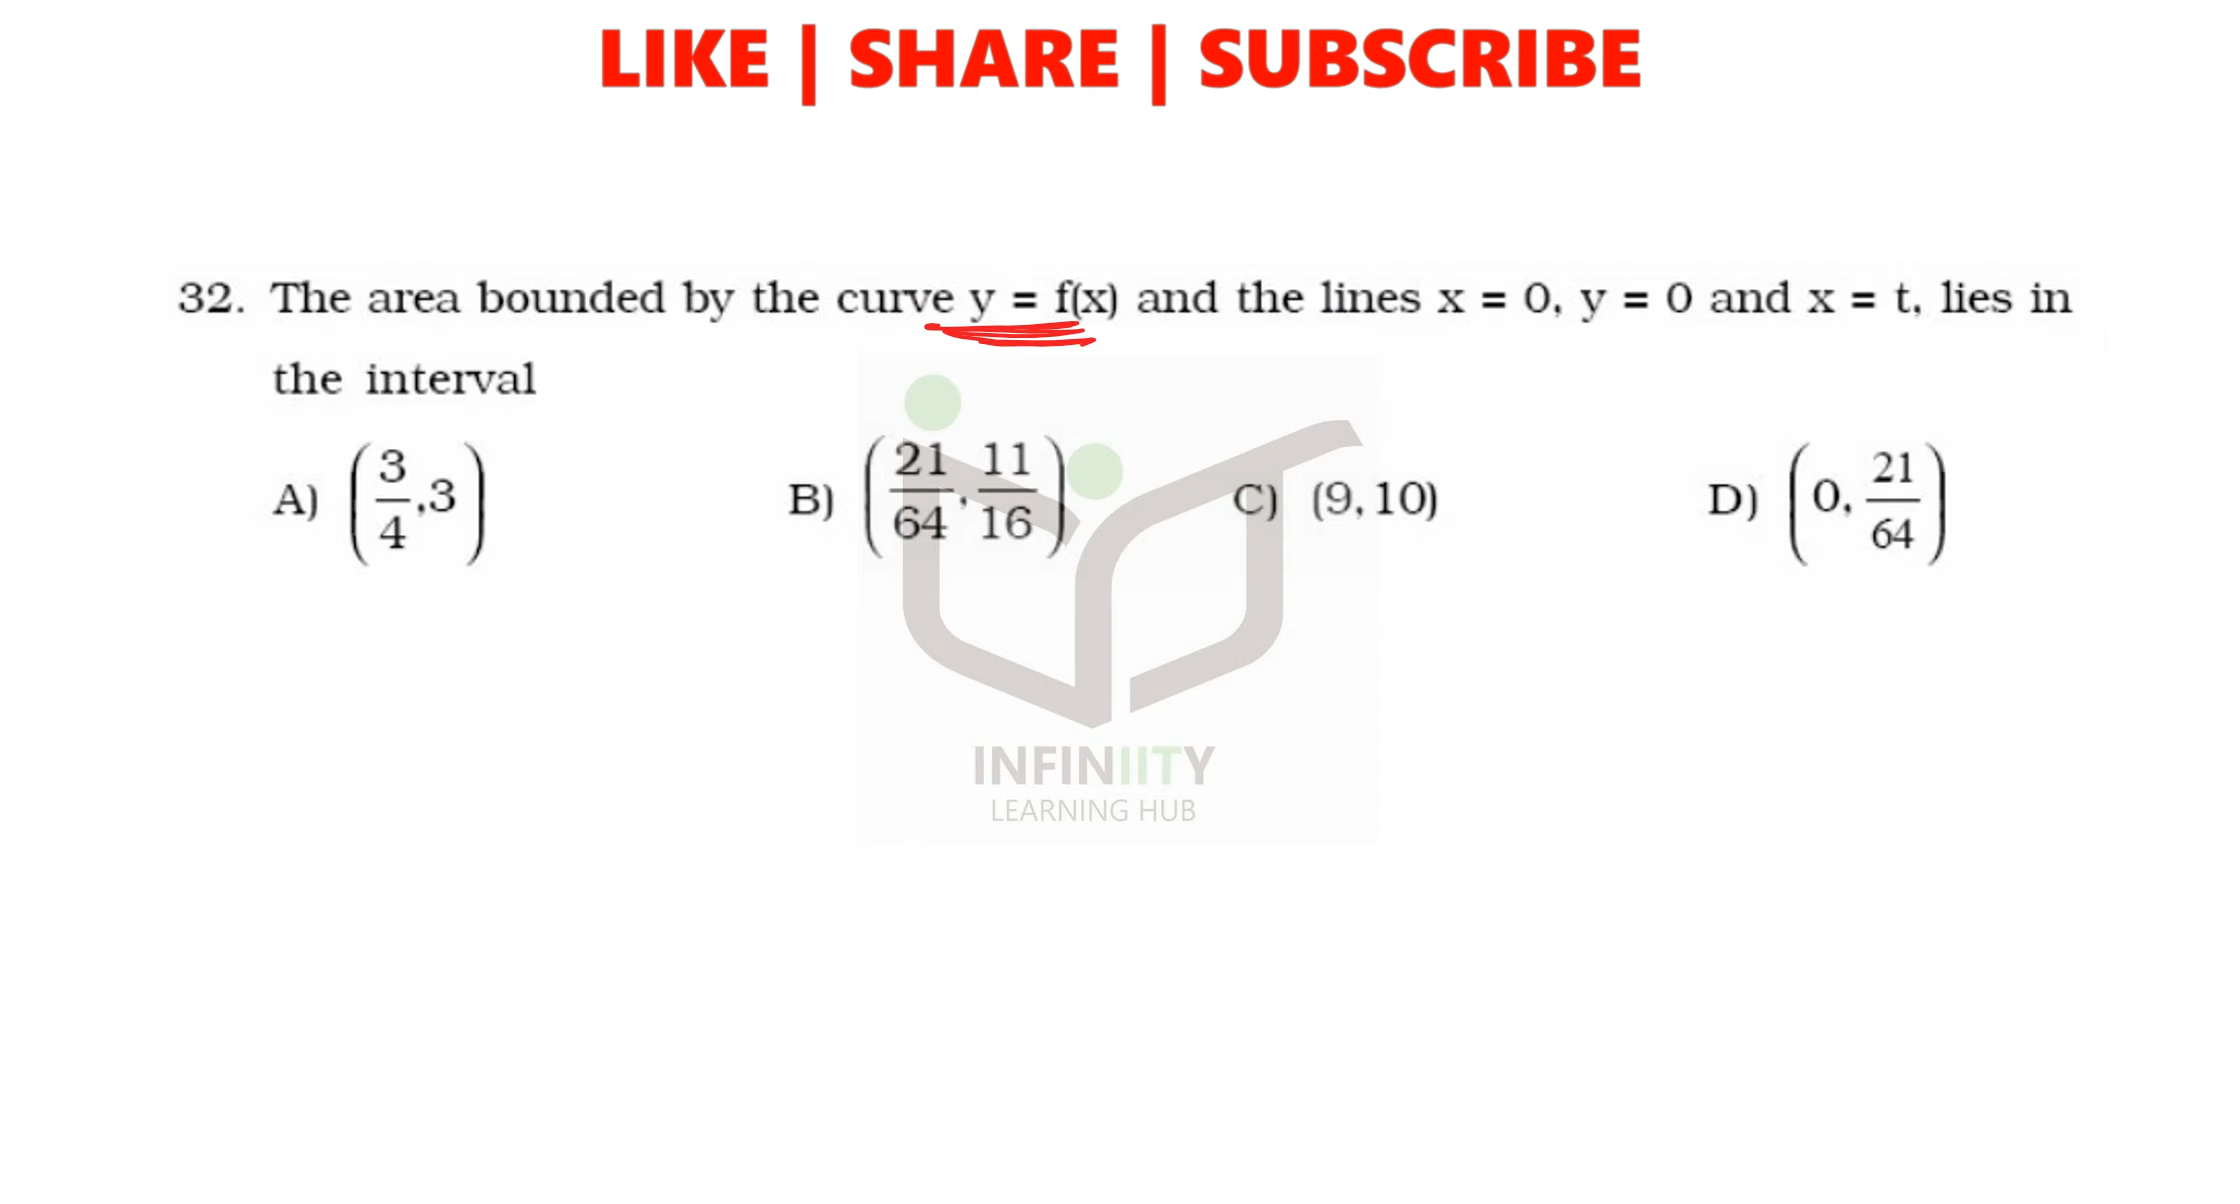 LIKE | SHARE | SUBSCRIBE
32. The area bounded by the curve y = f(x) and the lines x = 0, y = 0 and x = t, lies in
the interval
A) (3/4, 3) B) (21/64, 11/16) C) (9, 10) D) (0, 21/64)
INFINIITY
LEARNING HUB